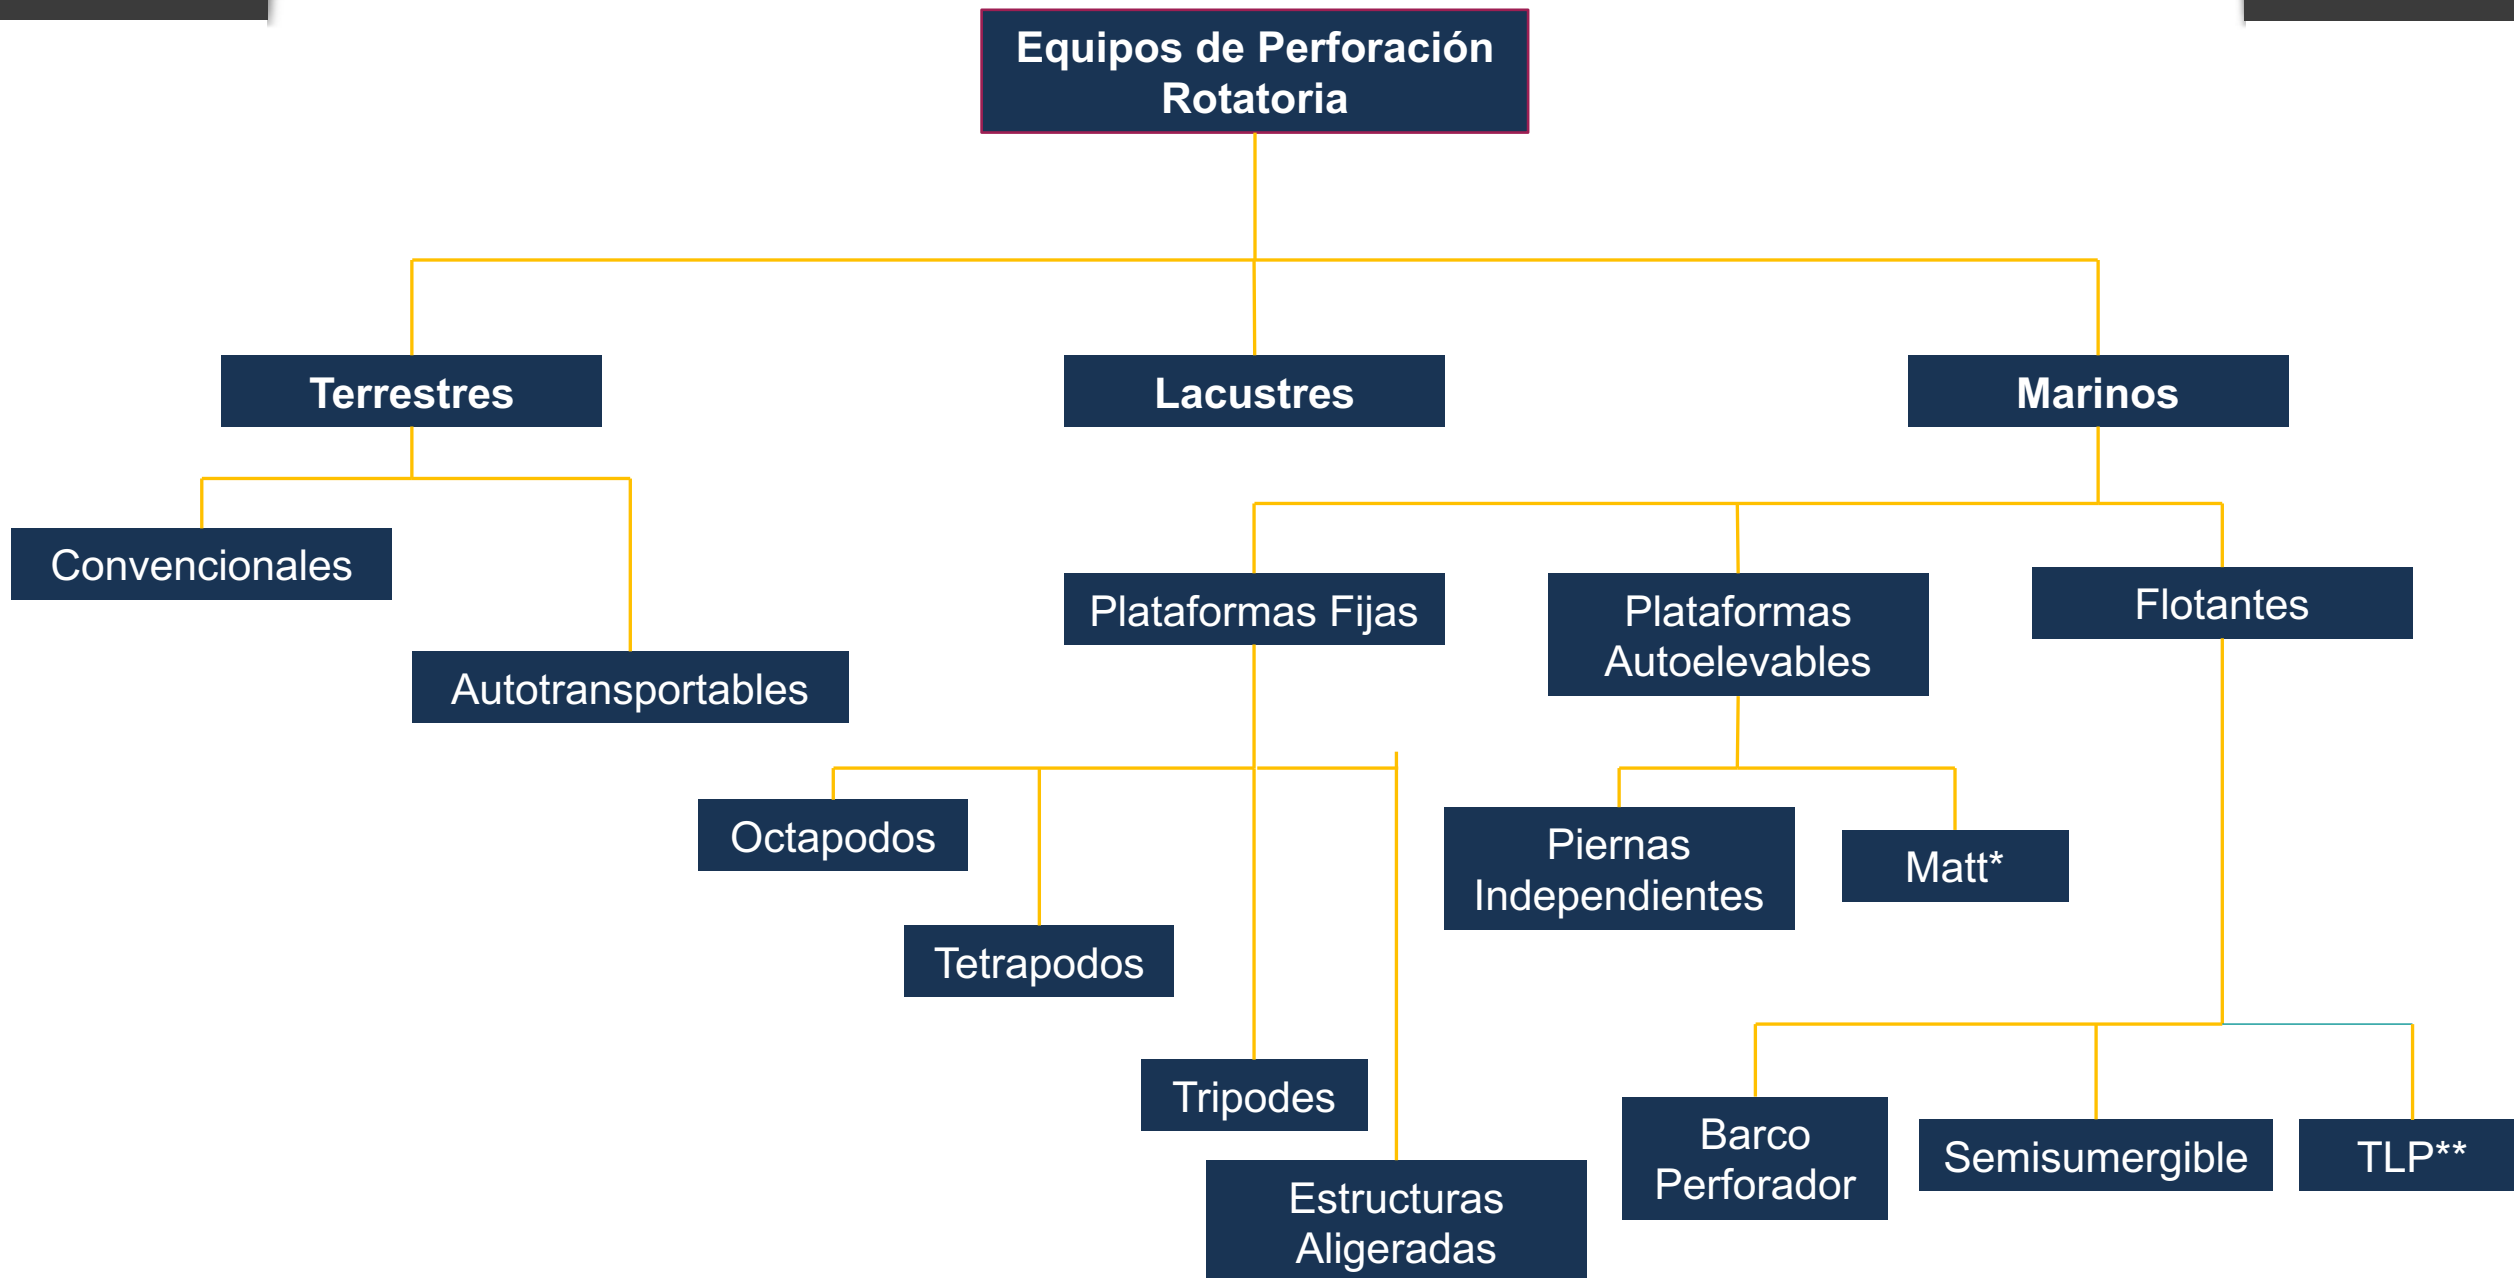 Equipos de Perforación
Rotatoria
Terrestres
Lacustres
Marinos
Convencionales
Autotransportables
Plataformas Fijas
Plataformas
Autoelevables
Flotantes
Octapodos
Tetrapodos
Tripodes
Estructuras
Aligeradas
Piernas
Independientes
Matt*
Barco
Perforador
Semisumergible
TLP**